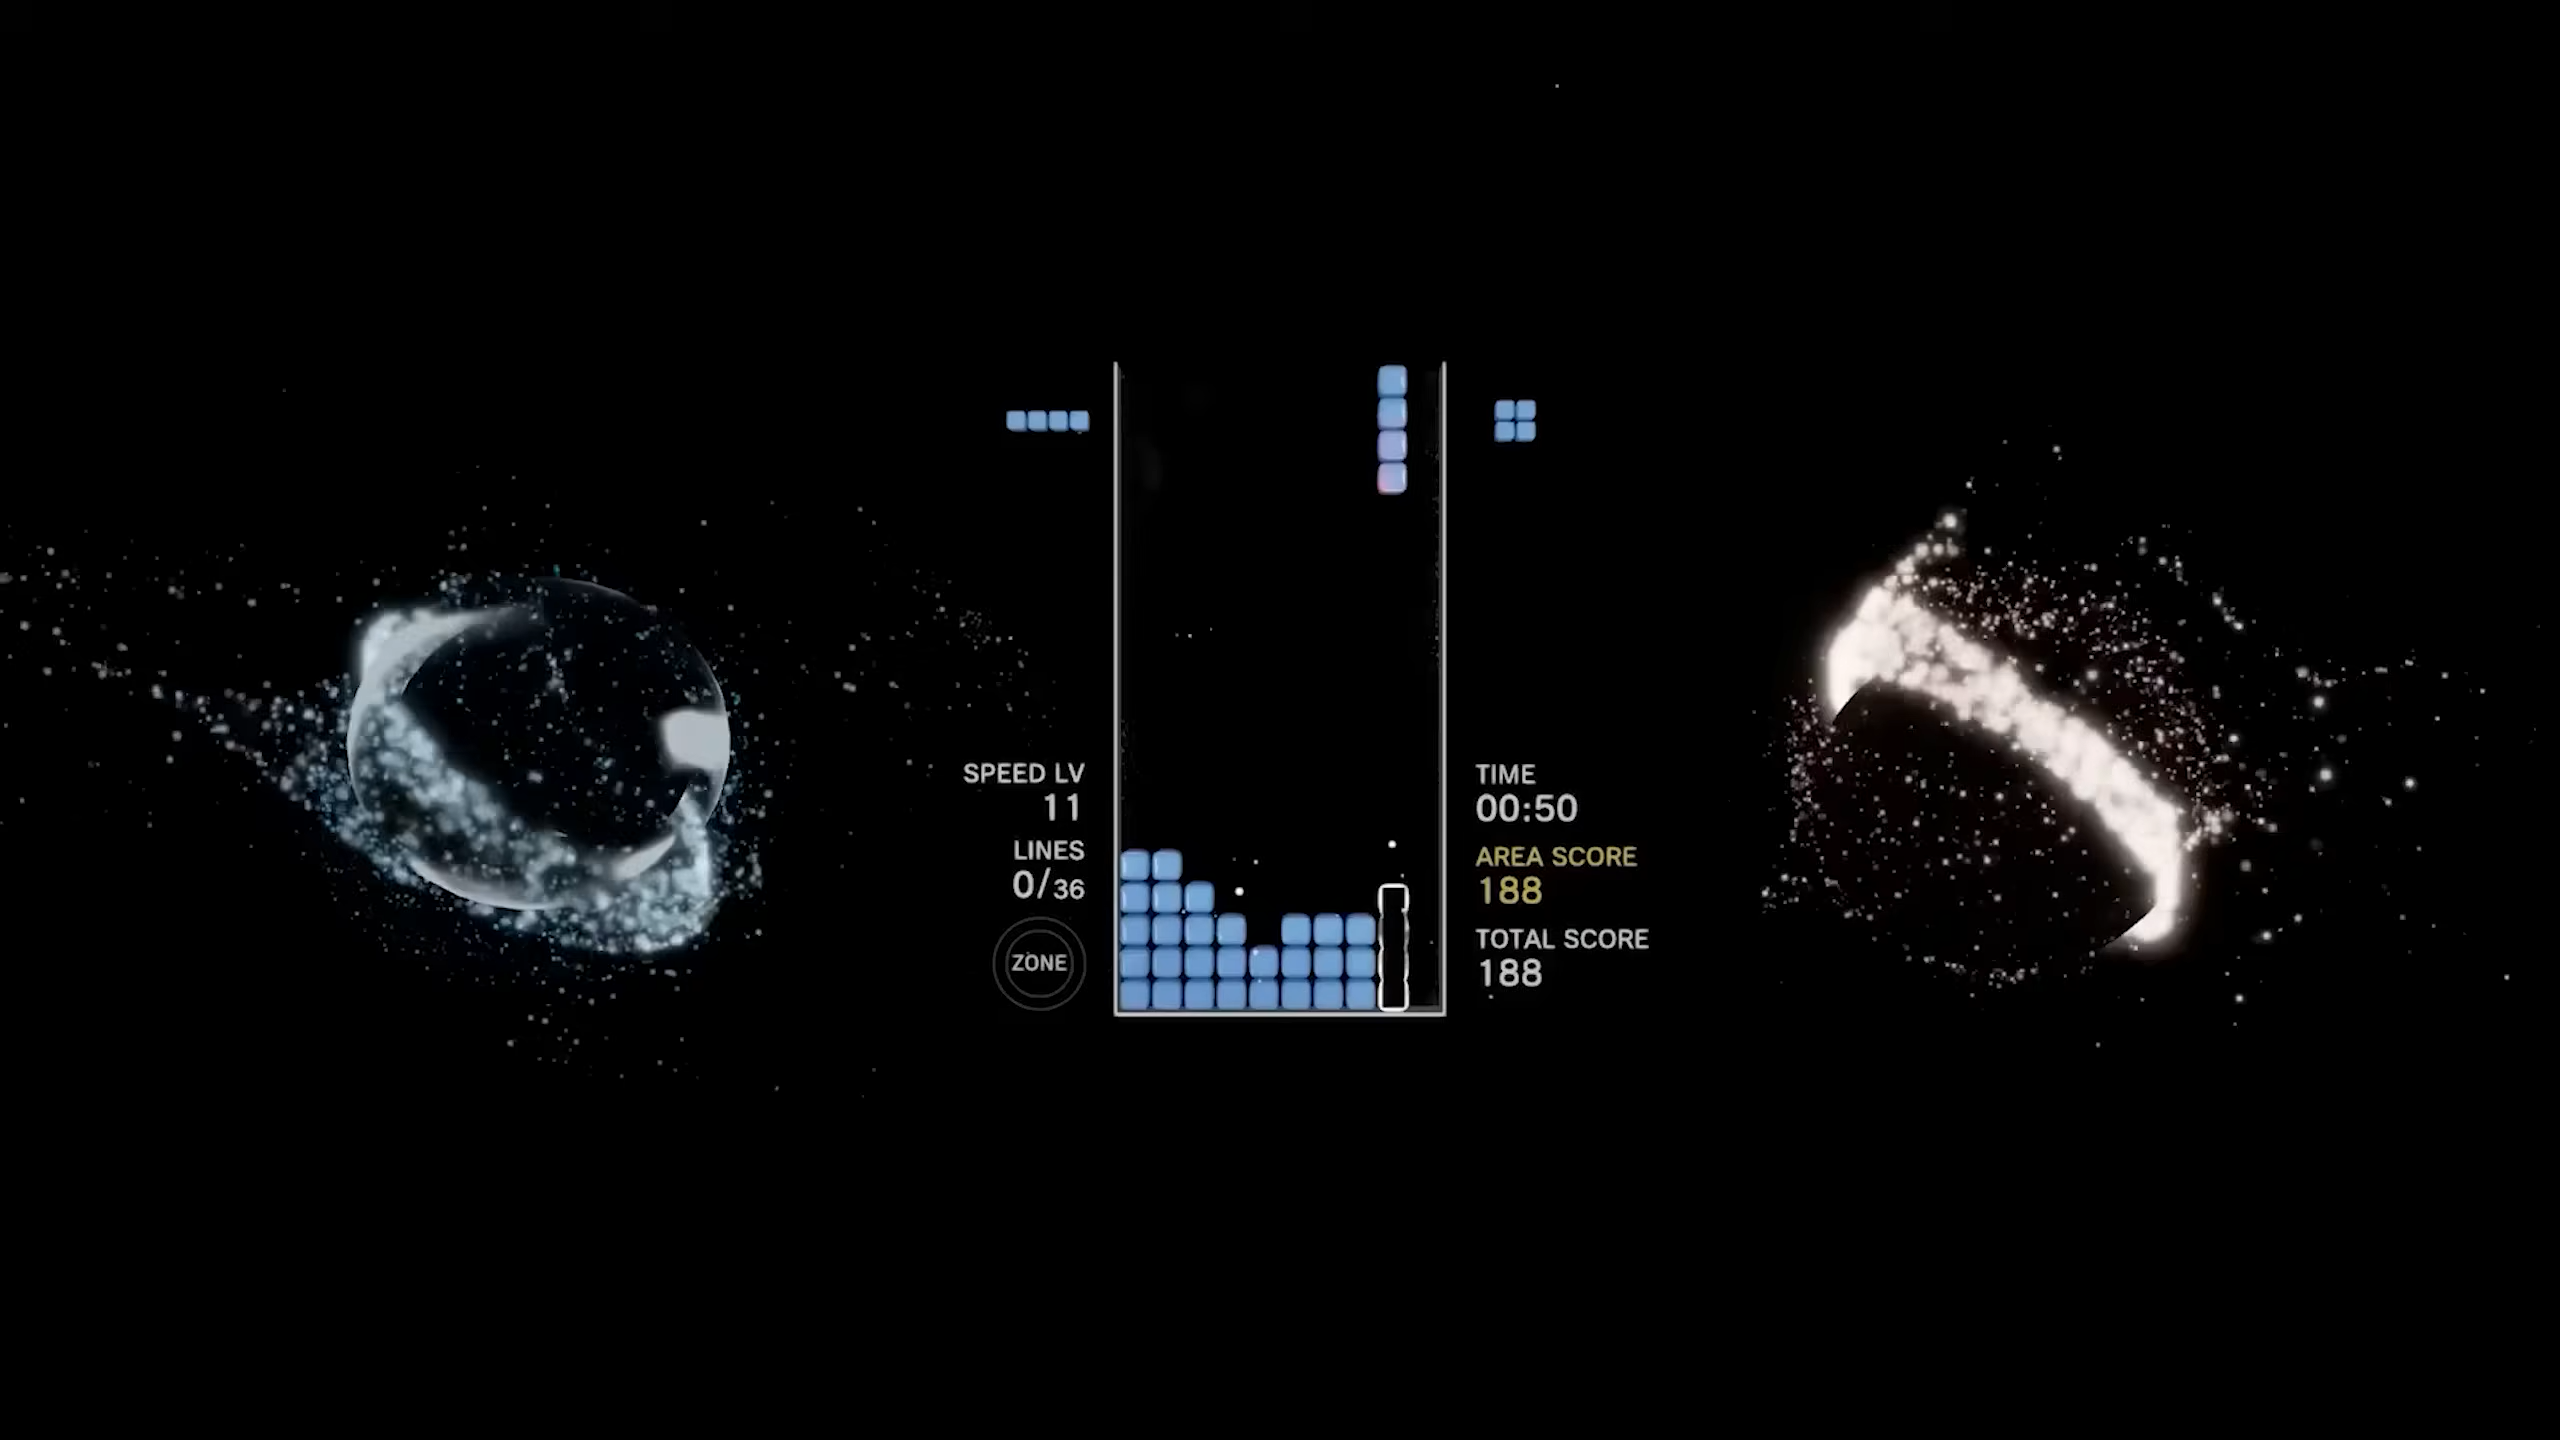 SPEED LV
11
LINES
0/36
ZONE
TIME
00:50
AREA SCORE
188
TOTAL SCORE
188